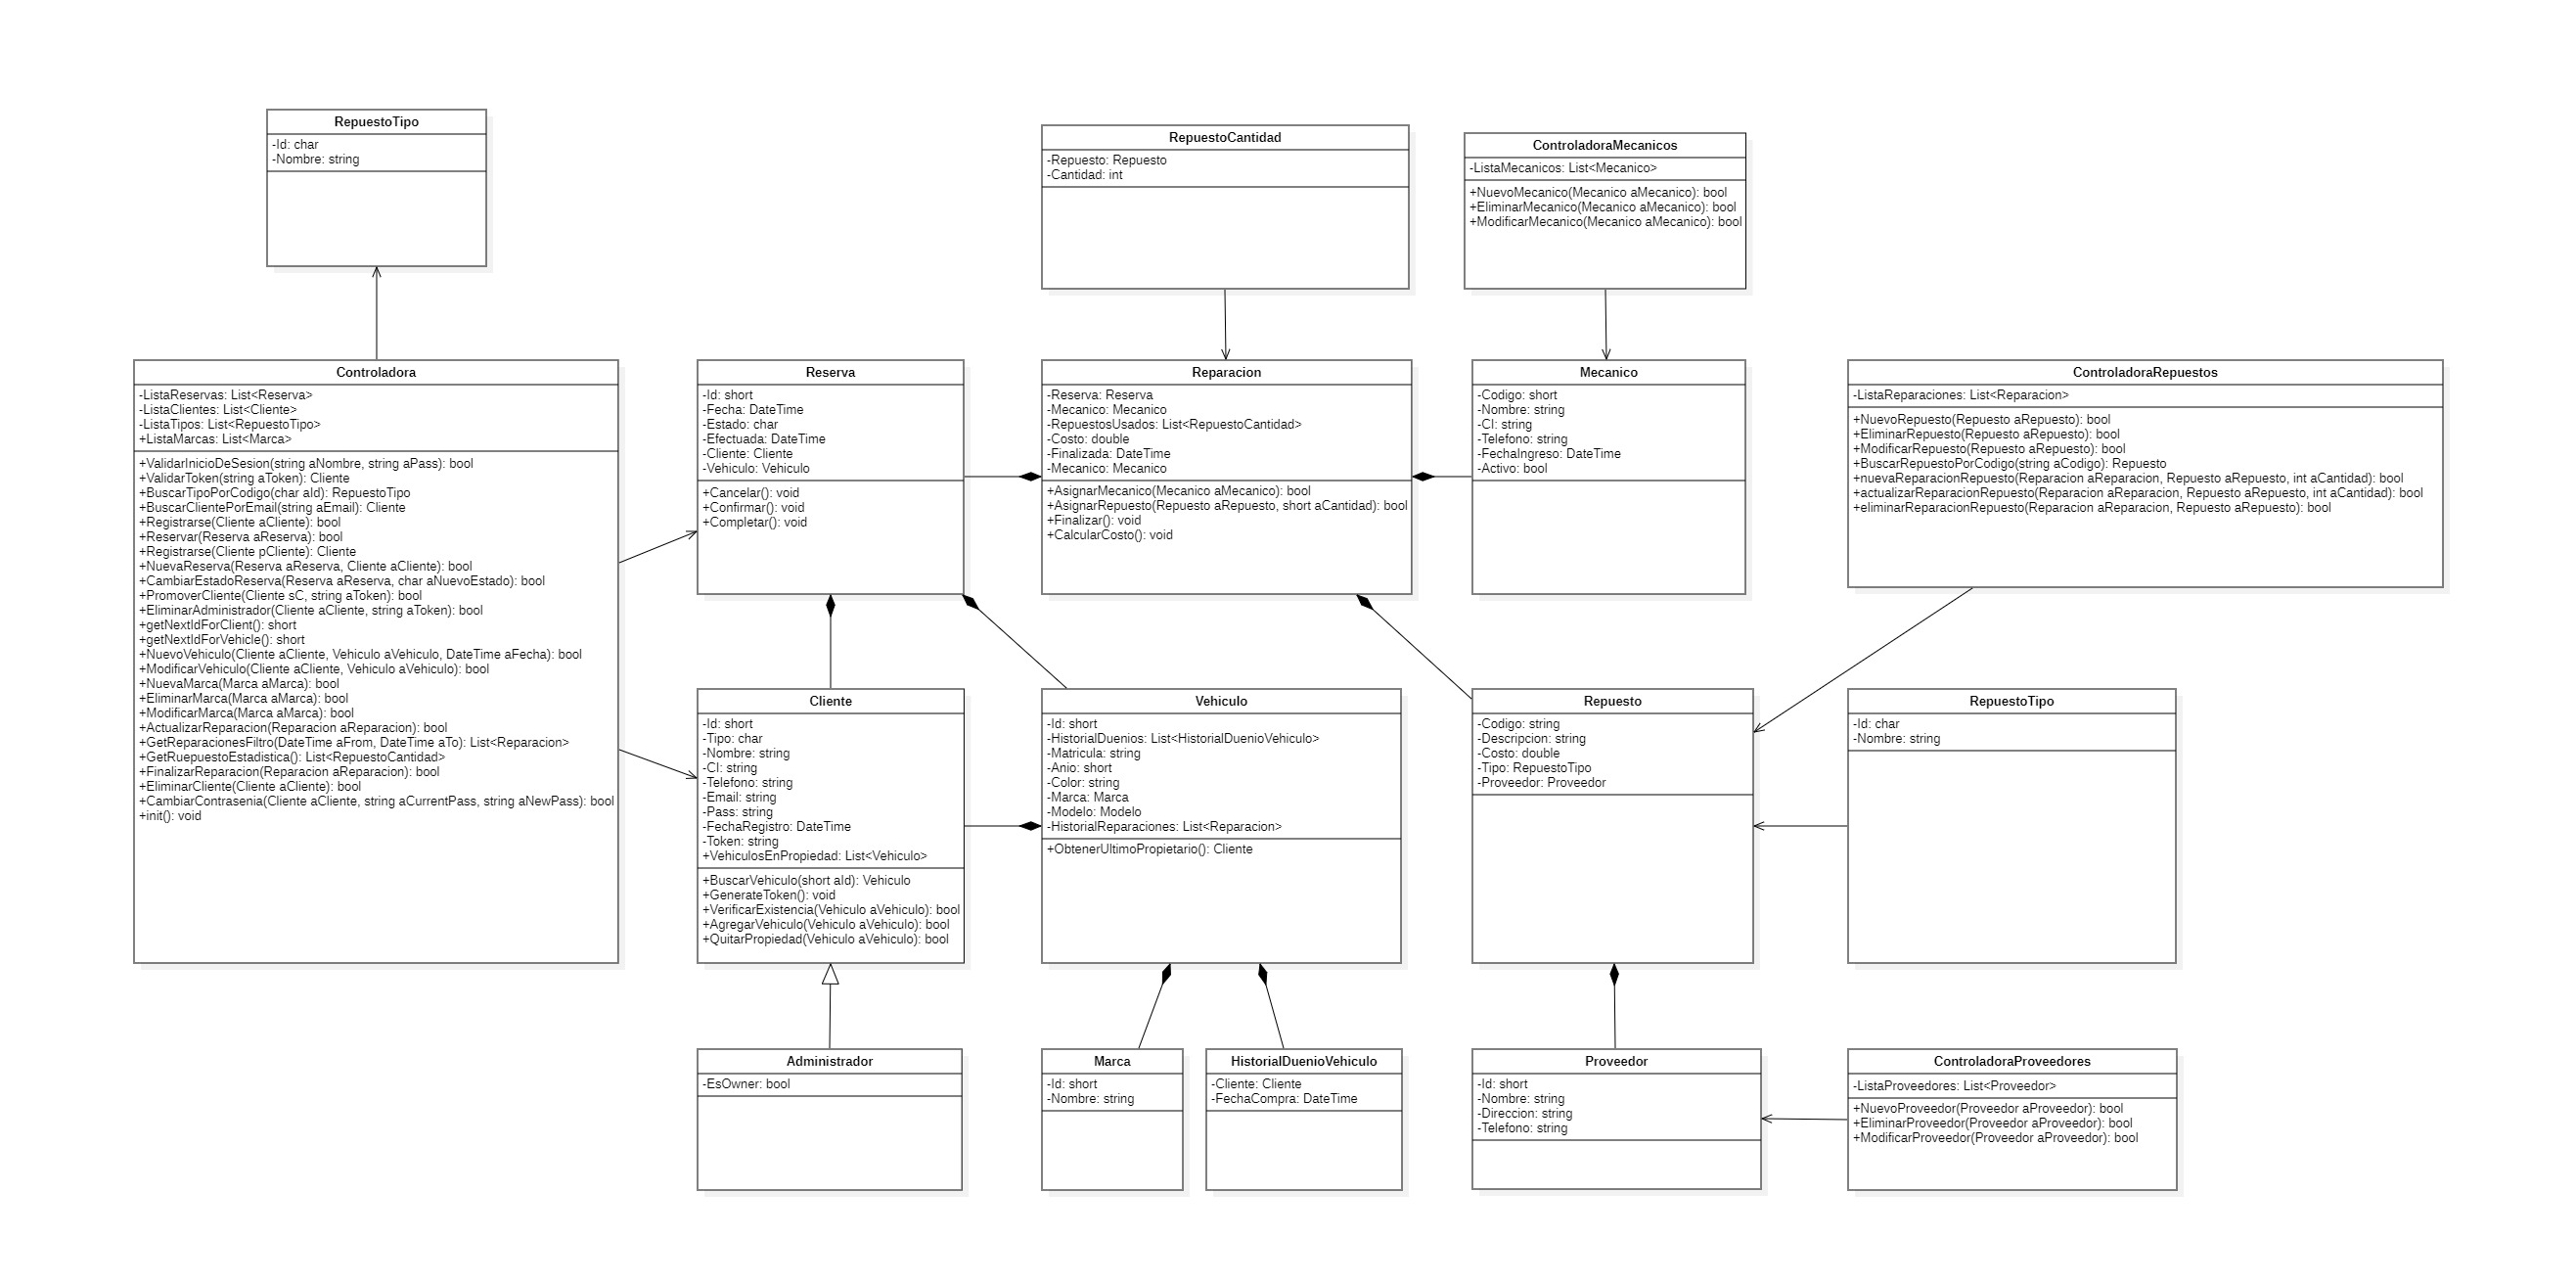 RepuestoTipo
-Id: char
-Nombre: string
RepuestoCantidad
-Repuesto: Repuesto
-Cantidad: int
ControladoraMecanicos
-ListaMecanicos: List<Mecanico>
+NuevoMecanico(Mecanico aMecanico): bool
+EliminarMecanico(Mecanico aMecanico): bool
+ModificarMecanico(Mecanico aMecanico): bool
Controladora
-ListaReservas: List<Reserva>
-ListaClientes: List<Cliente>
-ListaTipos: List<RepuestoTipo>
+ListaMarcas: List<Marca>
+ValidarInicioDeSesion(string aNombre, string aPass): bool
+ValidarToken(string aToken): Cliente
+BuscarTipoPorCodigo(char aId): RepuestoTipo
+BuscarClientePorEmail(string aEmail): Cliente
+Registrarse(Cliente aCliente): bool
+Reservar(Reserva aReserva): bool
+Registrarse(Cliente pCliente): Cliente
+NuevaReserva(Reserva aReserva, Cliente aCliente): bool
+CambiarEstadoReserva(Reserva aReserva, char aNuevoEstado): bool
+PromoverCliente(Cliente sC, string aToken): bool
+EliminarAdministrador(Cliente aCliente, string aToken): bool
+getNextIdForClient(): short
+getNextIdForVehicle(): short
+NuevoVehiculo(Cliente aCliente, Vehiculo aVehiculo, DateTime aFecha): bool
+ModificarVehiculo(Cliente aCliente, Vehiculo aVehiculo): bool
+NuevaMarca(Marca aMarca): bool
+EliminarMarca(Marca aMarca): bool
+ModificarMarca(Marca aMarca): bool
+ActualizarReparacion(Reparacion aReparacion): bool
+GetReparacionesFiltro(DateTime aFrom, DateTime aTo): List<Reparacion>
+GetRuepuestoEstadistica(): List<RepuestoCantidad>
+FinalizarReparacion(Reparacion aReparacion): bool
+EliminarCliente(Cliente aCliente): bool
+CambiarContrasenia(Cliente aCliente, string aCurrentPass, string aNewPass): bool
+init(): void
Reserva
-Id: short
-Fecha: DateTime
-Estado: char
-Efectuada: DateTime
-Cliente: Cliente
-Vehiculo: Vehiculo
+Cancelar(): void
+Confirmar(): void
+Completar(): void
Reparacion
-Reserva: Reserva
-Mecanico: Mecanico
-RepuestosUsados: List<RepuestoCantidad>
-Costo: double
-Finalizada: DateTime
-Mecanico: Mecanico
+AsignarMecanico(Mecanico aMecanico): bool
+AsignarRepuesto(Repuesto aRepuesto, short aCantidad): bool
+Finalizar(): void
+CalcularCosto(): void
Mecanico
-Codigo: short
-Nombre: string
-CI: string
-Telefono: string
-FechaIngreso: DateTime
-Activo: bool
ControladoraRepuestos
-ListaReparaciones: List<Reparacion>
+NuevoRepuesto(Repuesto aRepuesto): bool
+EliminarRepuesto(Repuesto aRepuesto): bool
+ModificarRepuesto(Repuesto aRepuesto): bool
+BuscarRepuestoPorCodigo(string aCodigo): Repuesto
+nuevaReparacionRepuesto(Reparacion aReparacion, Repuesto aRepuesto, int aCantidad): bool
+actualizarReparacionRepuesto(Reparacion aReparacion, Repuesto aRepuesto, int aCantidad): bool
+eliminarReparacionRepuesto(Reparacion aReparacion, Repuesto aRepuesto): bool
Cliente
-Id: short
-Tipo: char
-Nombre: string
-CI: string
-Telefono: string
-Email: string
-Pass: string
-FechaRegistro: DateTime
-Token: string
+VehiculosEnPropiedad: List<Vehiculo>
+BuscarVehiculo(short aId): Vehiculo
+GenerateToken(): void
+VerificarExistencia(Vehiculo aVehiculo): bool
+AgregarVehiculo(Vehiculo aVehiculo): bool
+QuitarPropiedad(Vehiculo aVehiculo): bool
Vehiculo
-Id: short
-HistorialDuenios: List<HistorialDuenioVehiculo>
-Matricula: string
-Anio: short
-Color: string
-Marca: Marca
-Modelo: Modelo
-HistorialReparaciones: List<Reparacion>
+ObtenerUltimoPropietario(): Cliente
Repuesto
-Codigo: string
-Descripcion: string
-Costo: double
-Tipo: RepuestoTipo
-Proveedor: Proveedor
RepuestoTipo
-Id: char
-Nombre: string
Administrador
-EsOwner: bool
Marca
-Id: short
-Nombre: string
HistorialDuenioVehiculo
-Cliente: Cliente
-FechaCompra: DateTime
Proveedor
-Id: short
-Nombre: string
-Direccion: string
-Telefono: string
ControladoraProveedores
-ListaProveedores: List<Proveedor>
+NuevoProveedor(Proveedor aProveedor): bool
+EliminarProveedor(Proveedor aProveedor): bool
+ModificarProveedor(Proveedor aProveedor): bool